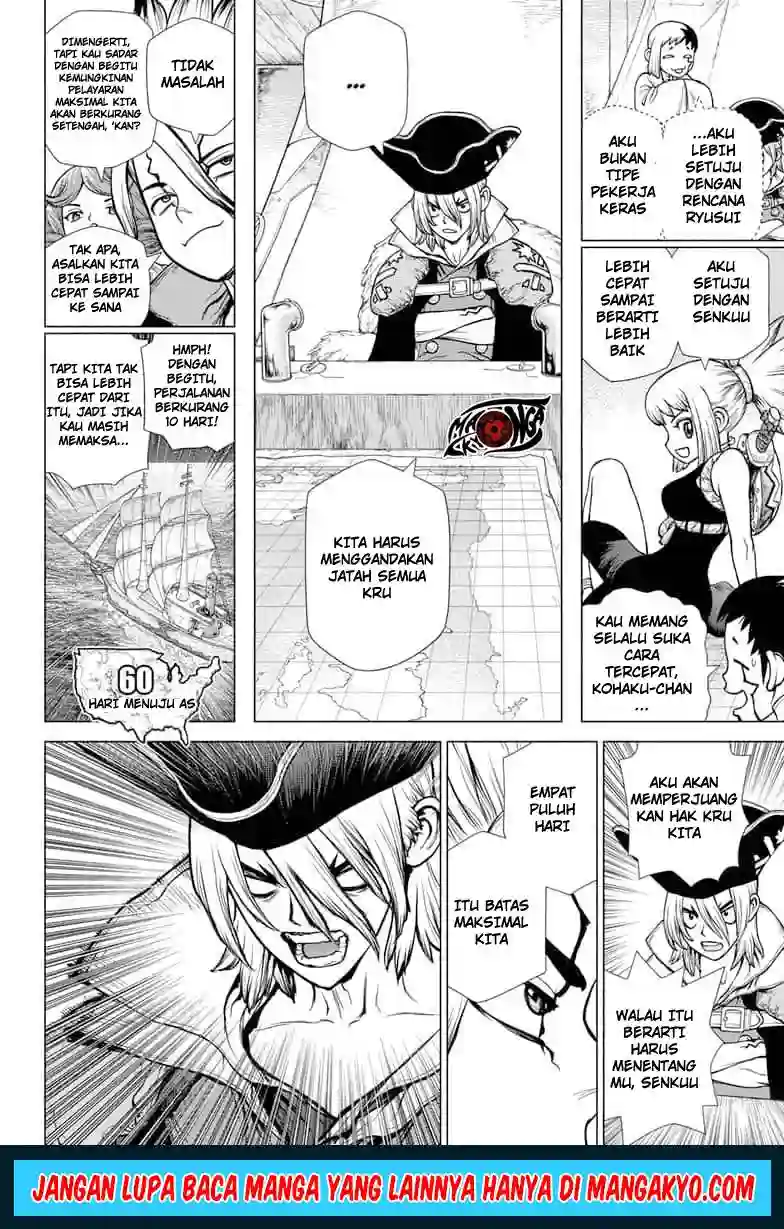 ...AKU
LEBIH
SETUJU
DENGAN
RENCANA
RYUSUI
AKU
BUKAN
TIPE
PEKERJA
KERAS
AKU
SETUJU
DENGAN
SENKUU
LEBIH
CEPAT
SAMPAI
BERARTI
LEBIH
BAIK
KAU MEMANG
SELALU SUKA
CARA
TERCEPAT,
KOHAKU-CHAN
...
...
KITA HARUS
MENGGANDAKAN
JATAH SEMUA
KRU
TIDAK
MASALAH
DIMENGERTI,
TAPI KAU SADAR
DENGAN BEGITU
KEMUNGKINAN
PELAYARAN
MAKSIMAL KITA
AKAN BERKURANG
SETENGAH, 'KAN?
TAK APA,
ASALKAN KITA
BISA LEBIH
CEPAT SAMPAI
KE SANA
HMPH!
DENGAN
BEGITU,
PERJALANAN
BERKURANG
10 HARI!
TAPI KITA TAK
BISA LEBIH
CEPAT DARI
ITU, JADI JIKA
KAU MASIH
MEMAKSA...
60
HARI MENUJU AS
AKU AKAN
MEMPERJUANG
KAN HAK KRU
KITA
WALAU ITU
BERARTI
HARUS
MENENTANG
MU, SENKUU
EMPAT
PULUH
HARI
ITU BATAS
MAKSIMAL
KITA
JANGAN LUPA BACA MANGA YANG LAINNYA HANYA DI MANGAKYO.COM